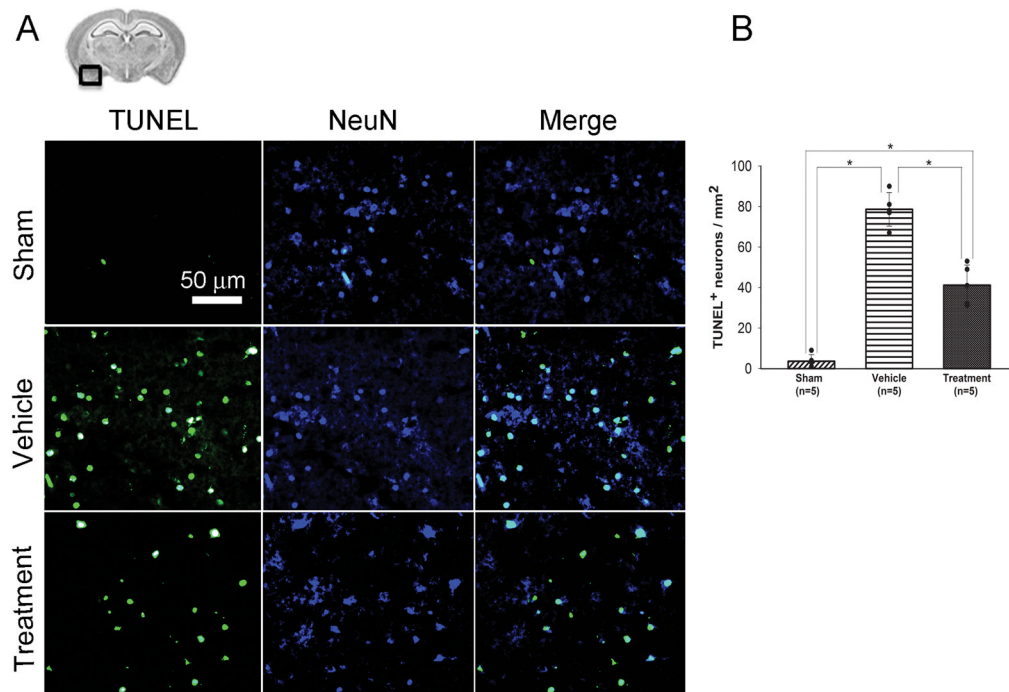 A
B
TUNEL NeuN Merge
Sham
50 μm
Vehicle
Treatment
TUNEL⁺ neurons / mm²
100
80
60
40
20
0
* * *
Sham Vehicle Treatment
(n=5) (n=5) (n=5)